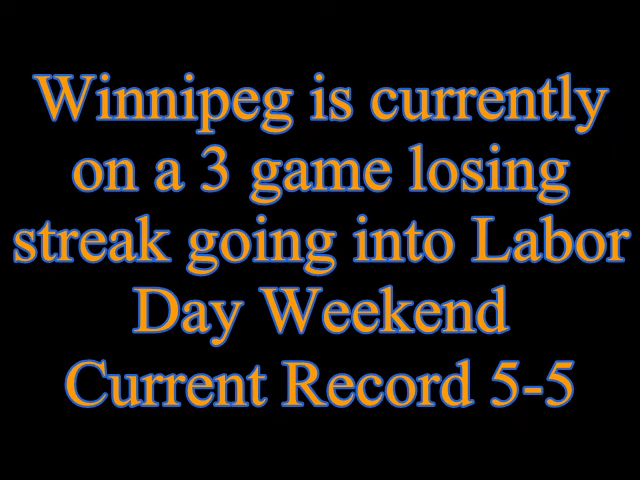 Winnipeg is currently
on a 3 game losing
streak going into Labor
Day Weekend
Current Record 5-5